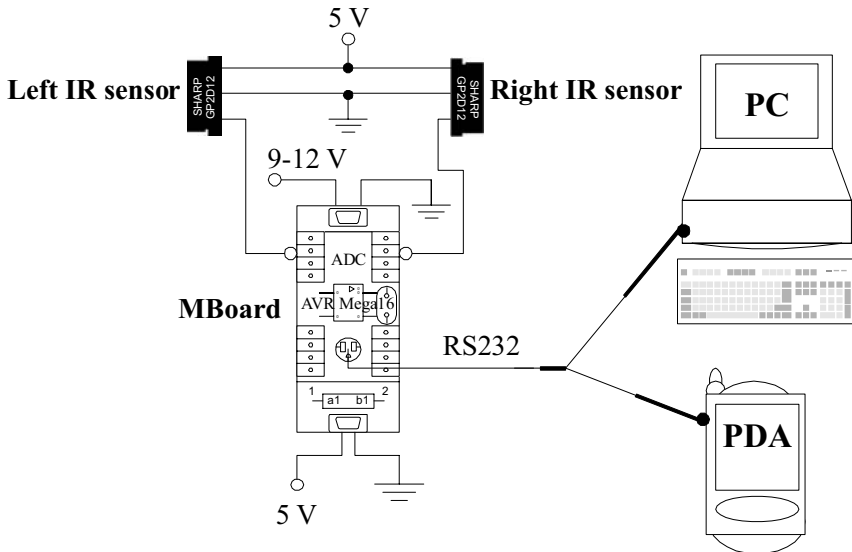 5 V
Left IR sensor
SHARP
GP2D12
SHARP
GP2D12
Right IR sensor
PC
9-12 V
ADC
MBoard
AVR Mega16
RS232
1
a1 b1
2
PDA
5 V